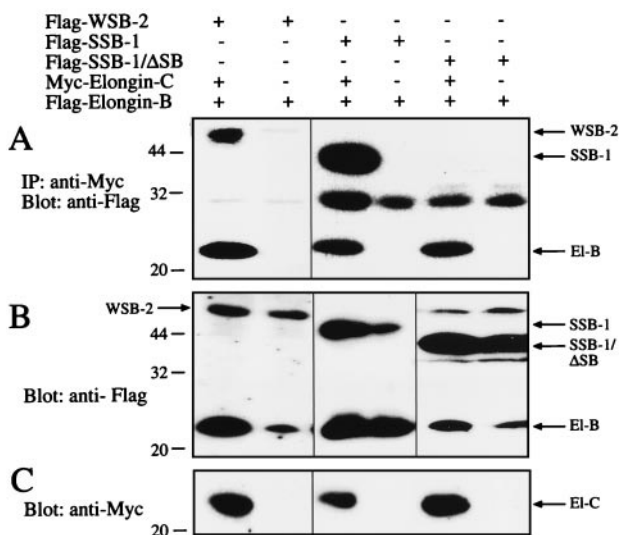 Flag-WSB-2 + + - - - -
Flag-SSB-1 - - + + - -
Flag-SSB-1/ΔSB - - - - + +
Myc-Elongin-C + - + - + -
Flag-Elongin-B + + + + + +
A
WSB-2
44
SSB-1
IP: anti-Myc
32
Blot: anti-Flag
El-B
20
WSB-2
B
SSB-1
44
SSB-1/
ΔSB
32
Blot: anti- Flag
El-B
20
C
El-C
Blot: anti-Myc
20